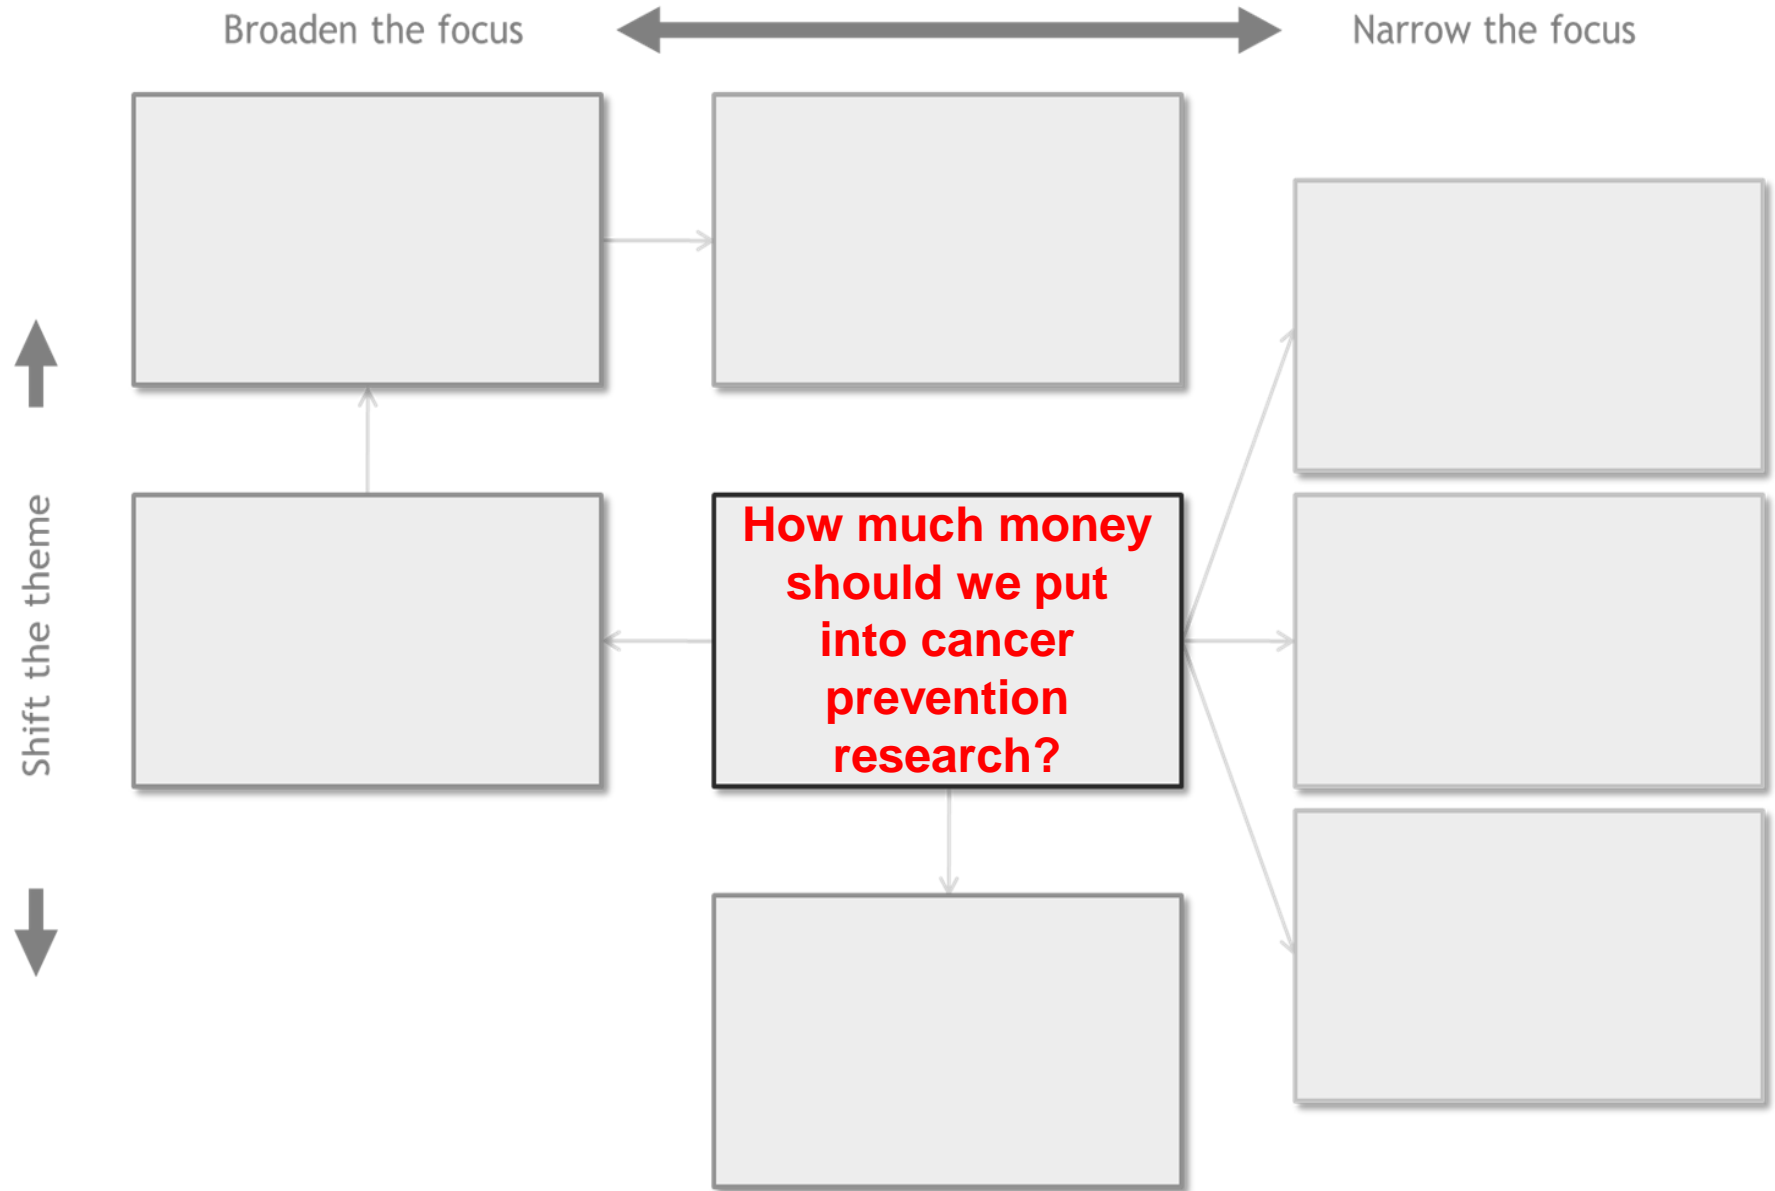 Broaden the focus
Narrow the focus
Shift the theme
How much money
should we put
into cancer
prevention
research?